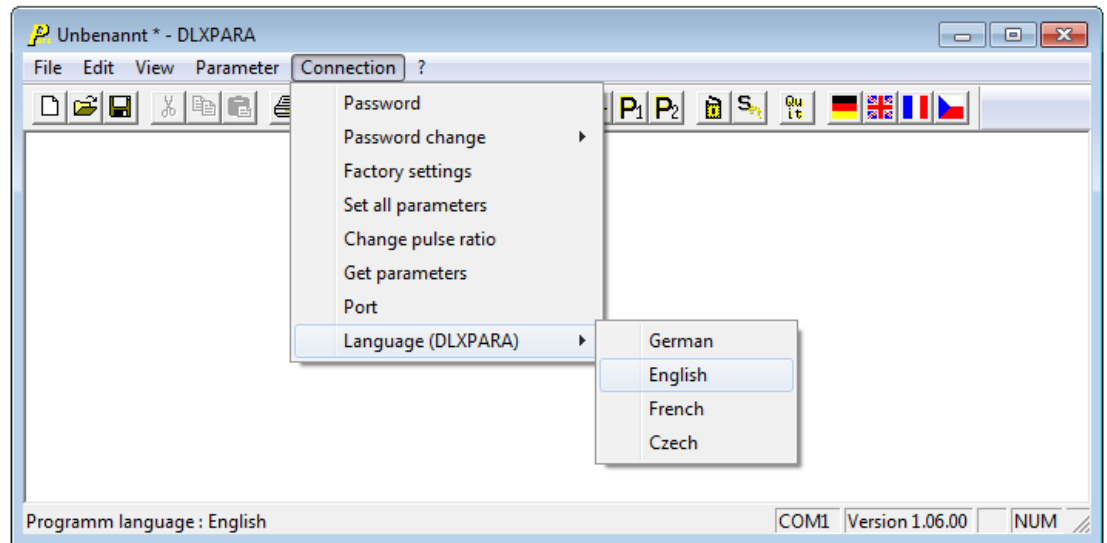 Unbenannt * - DLXPARA
File Edit View Parameter Connection ?
P1 P2 Qu it
Password
Password change
Factory settings
Set all parameters
Change pulse ratio
Get parameters
Port
Language (DLXPARA)
German
English
French
Czech
Programm language : English COM1 Version 1.06.00 NUM